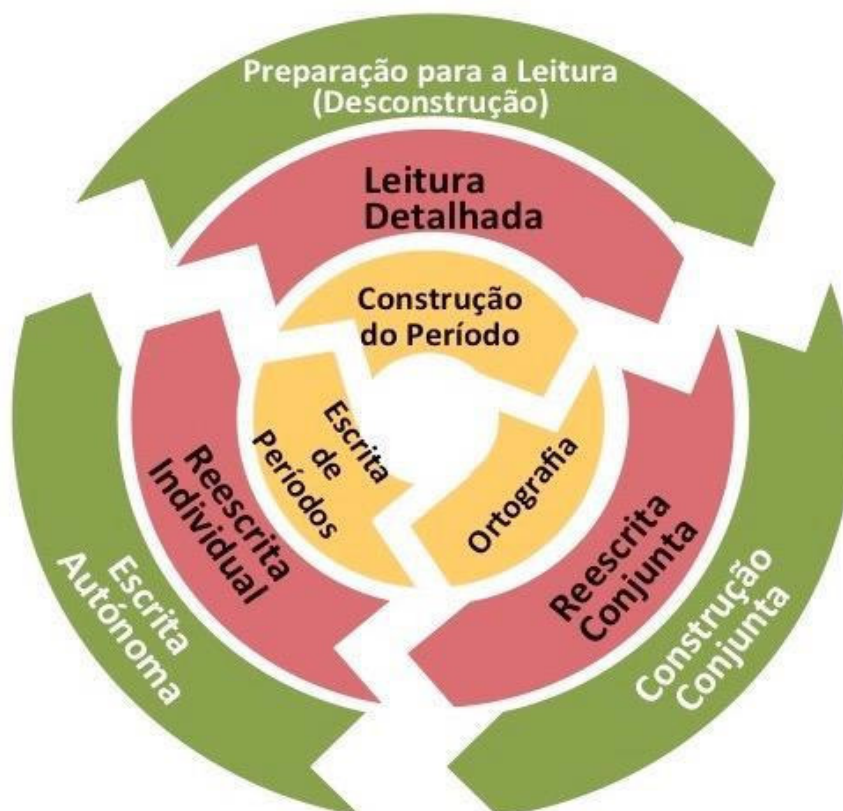 Preparação para a Leitura
(Desconstrução)
Leitura
Detalhada
Construção
do Período
Escrita
de
Períodos
Ortografia
Reescrita
Individual
Reescrita
Conjunta
Escrita
Autónoma
Construção
Conjunta